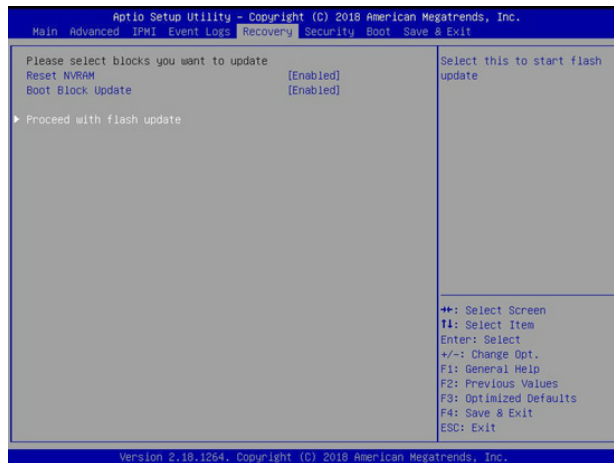 Aptio Setup Utility – Copyright (C) 2018 American Megatrends, Inc.
Main Advanced IPMI Event Logs Recovery Security Boot Save & Exit
Please select blocks you want to update
Reset NVRAM [Enabled]
Boot Block Update [Enabled]
Proceed with flash update
Select this to start flash
update
→←: Select Screen
↑↓: Select Item
Enter: Select
+/-: Change Opt.
F1: General Help
F2: Previous Values
F3: Optimized Defaults
F4: Save & Exit
ESC: Exit
Version 2.18.1264. Copyright (C) 2018 American Megatrends, Inc.